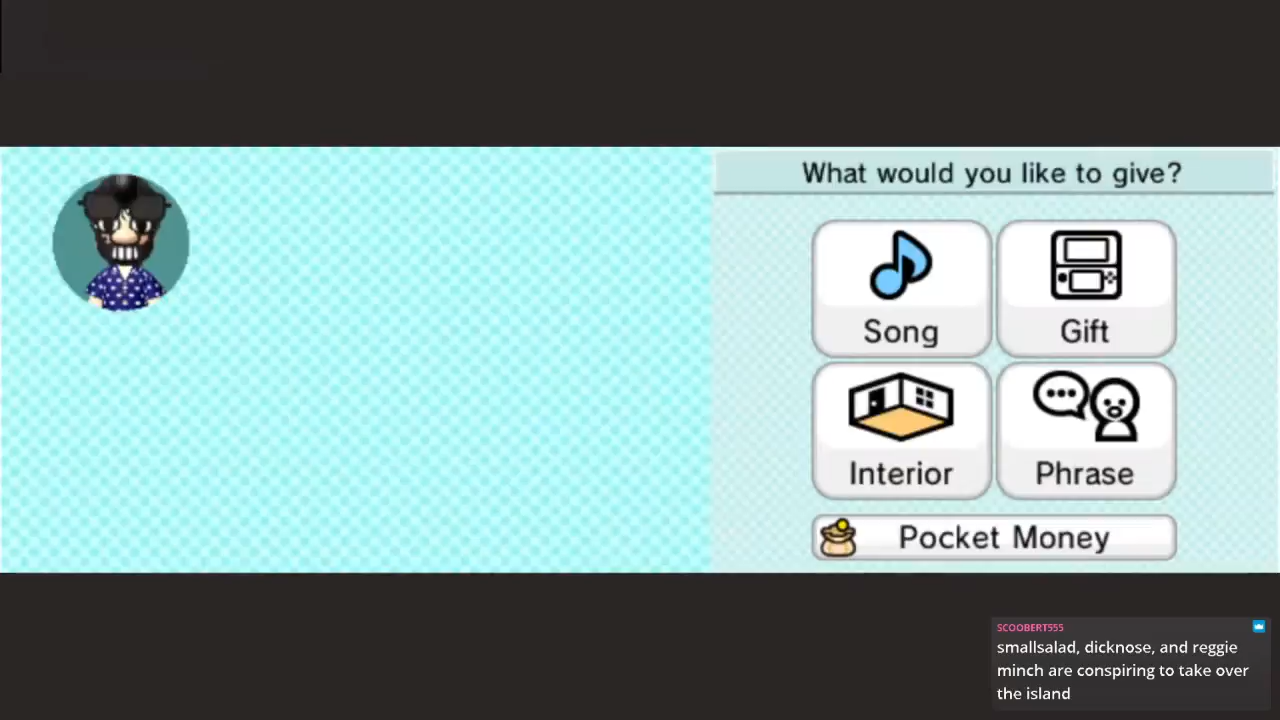 What would you like to give?
Song
Gift
Interior
Phrase
Pocket Money
SCOOBERT555
smallsalad, dicknose, and reggie
minch are conspiring to take over
the island